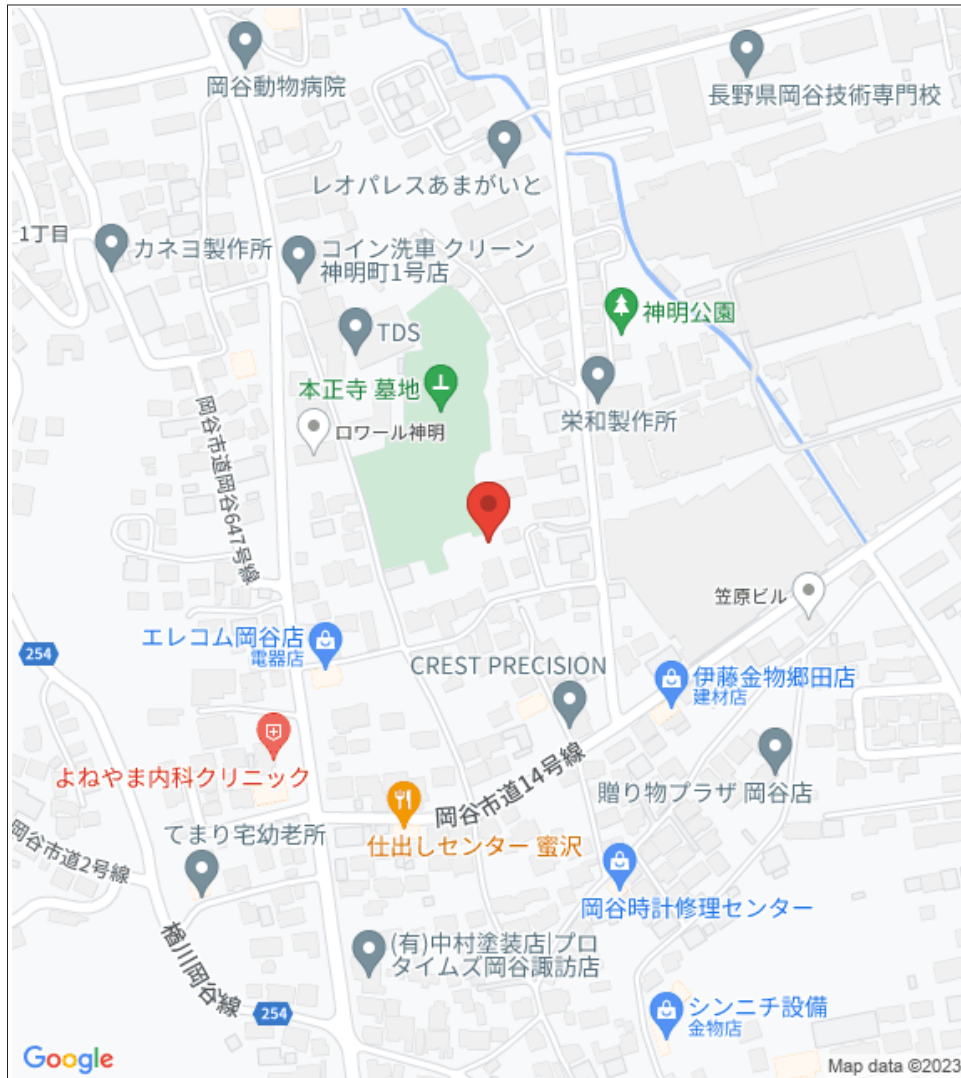 岡谷動物病院
長野県岡谷技術専門校
レオパレスあまがいと
1丁目
カネヨ製作所
コイン洗車 クリーン
神明町1号店
神明公園
TDS
本正寺 墓地
栄和製作所
ロワール神明
岡谷市道岡谷647号線
笠原ビル
エレコム岡谷店
電器店
254
CREST PRECISION
伊藤金物郷田店
建材店
よねやま内科クリニック
岡谷市道14号線
贈り物プラザ 岡谷店
てまり宅幼老所
仕出しセンター 蜜沢
岡谷市道2号線
岡谷時計修理センター
楢川岡谷線
(有)中村塗装店|プロ
タイムズ岡谷諏訪店
254
シンニチ設備
金物店
Google
Map data ©2023